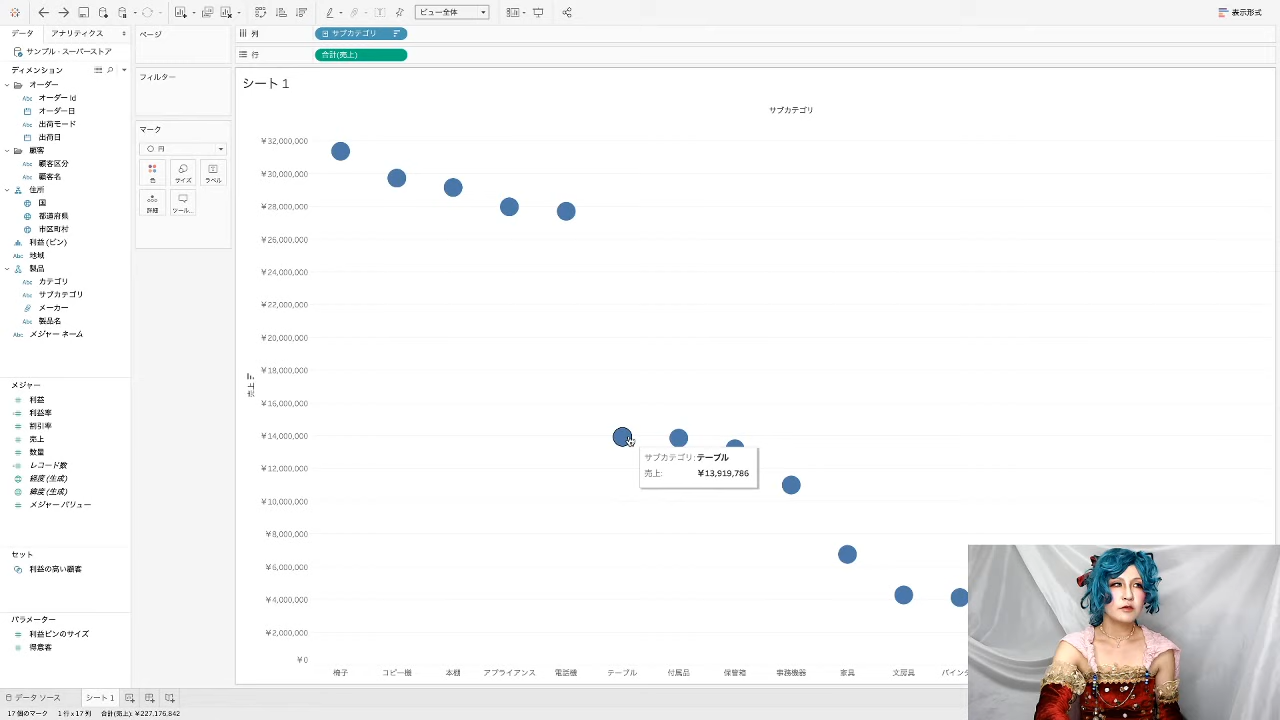 ビュー全体
表示形式
データ
アナリティクス
ページ
列
サブカテゴリ
サンプル - スーパーストア
行
合計(売上)
ディメンション
フィルター
シート 1
オーダー
Abc オーダー Id
オーダー日
Abc 出荷モード
出荷日
サブカテゴリ
マーク
円
顧客
Abc 顧客区分
Abc 顧客名
色
サイズ
ラベル
住所
国
都道府県
市区町村
詳細
ツール...
利益 (ビン)
Abc 地域
製品
Abc カテゴリ
Abc サブカテゴリ
メーカー
Abc 製品名
Abc メジャー ネーム
メジャー
利益
利益率
割引率
売上
数量
レコード数
経度 (生成)
緯度 (生成)
メジャー バリュー
セット
利益の高い顧客
パラメーター
利益ビンのサイズ
得意客
売上
¥32,000,000
¥30,000,000
¥28,000,000
¥26,000,000
¥24,000,000
¥22,000,000
¥20,000,000
¥18,000,000
¥16,000,000
¥14,000,000
¥12,000,000
¥10,000,000
¥8,000,000
¥6,000,000
¥4,000,000
¥2,000,000
¥0
サブカテゴリ: テーブル
売上: ¥13,919,786
椅子
コピー機
本棚
アプライアンス
電話機
テーブル
付属品
保管箱
事務機器
家具
文房具
バイン
データ ソース
シート 1
17 個のマーク
1 行 x 17 列
合計(売上): ¥227,176,842